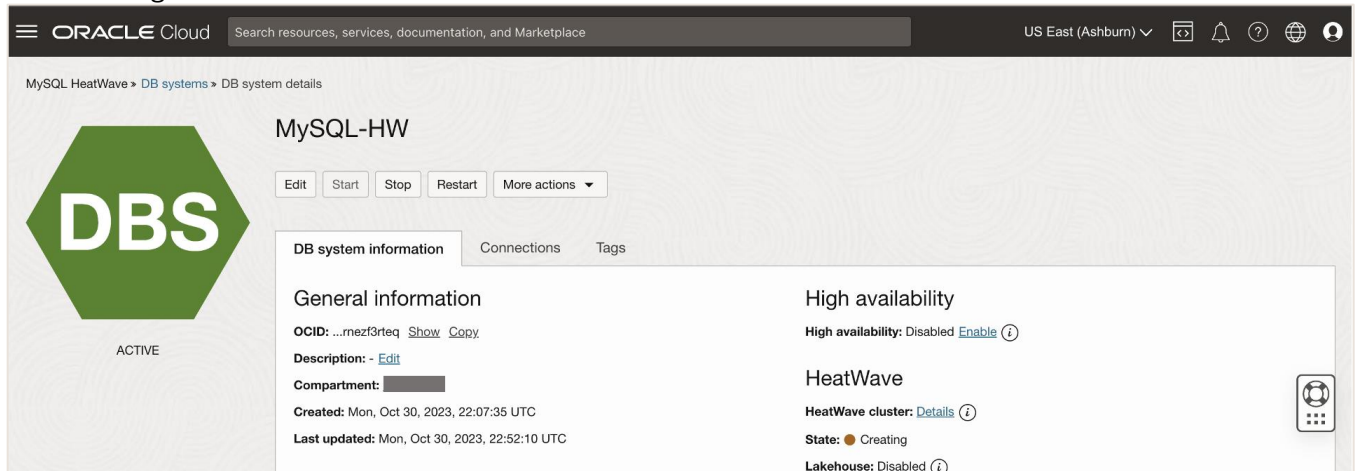 ORACLE Cloud
Search resources, services, documentation, and Marketplace
US East (Ashburn)
MySQL HeatWave » DB systems » DB system details
DBS
ACTIVE
MySQL-HW
Edit Start Stop Restart More actions
DB system information Connections Tags
General information
OCID: ...rnezf3rteq Show Copy
Description: - Edit
Compartment:
Created: Mon, Oct 30, 2023, 22:07:35 UTC
Last updated: Mon, Oct 30, 2023, 22:52:10 UTC
High availability
High availability: Disabled Enable
HeatWave
HeatWave cluster: Details
State: Creating
Lakehouse: Disabled